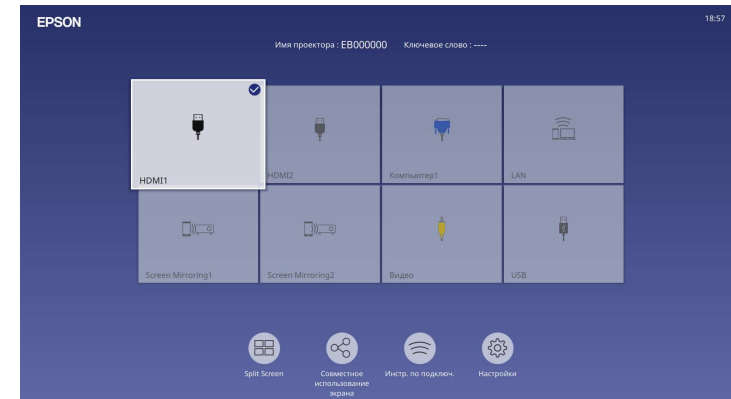 EPSON
18:57
Имя проектора : EB000000 Ключевое слово : ----
HDMI1
HDMI2
Компьютер1
LAN
Screen Mirroring1
Screen Mirroring2
Видео
USB
Split Screen
Совместное
использование
экрана
Инстр. по подключ.
Настройки